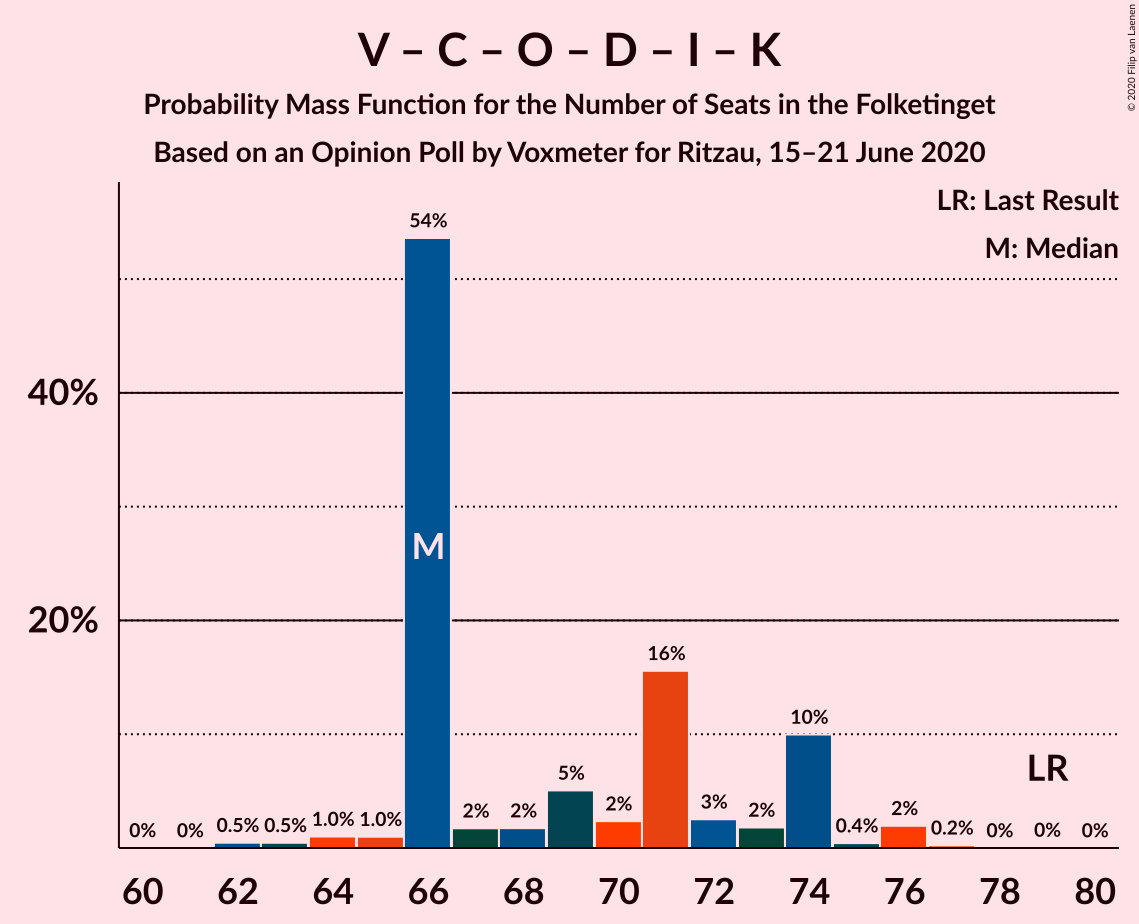 V – C – O – D – I – K
Probability Mass Function for the Number of Seats in the Folketinget
Based on an Opinion Poll by Voxmeter for Ritzau, 15–21 June 2020
© 2020 Filip van Laenen
LR: Last Result
M: Median
54%
40%
M
20%
16%
10%
LR
5%
0% 0% 0.5% 0.5% 1.0% 1.0% 2% 2% 2% 3% 2% 0.4% 2% 0.2% 0% 0% 0%
60 62 64 66 68 70 72 74 76 78 80